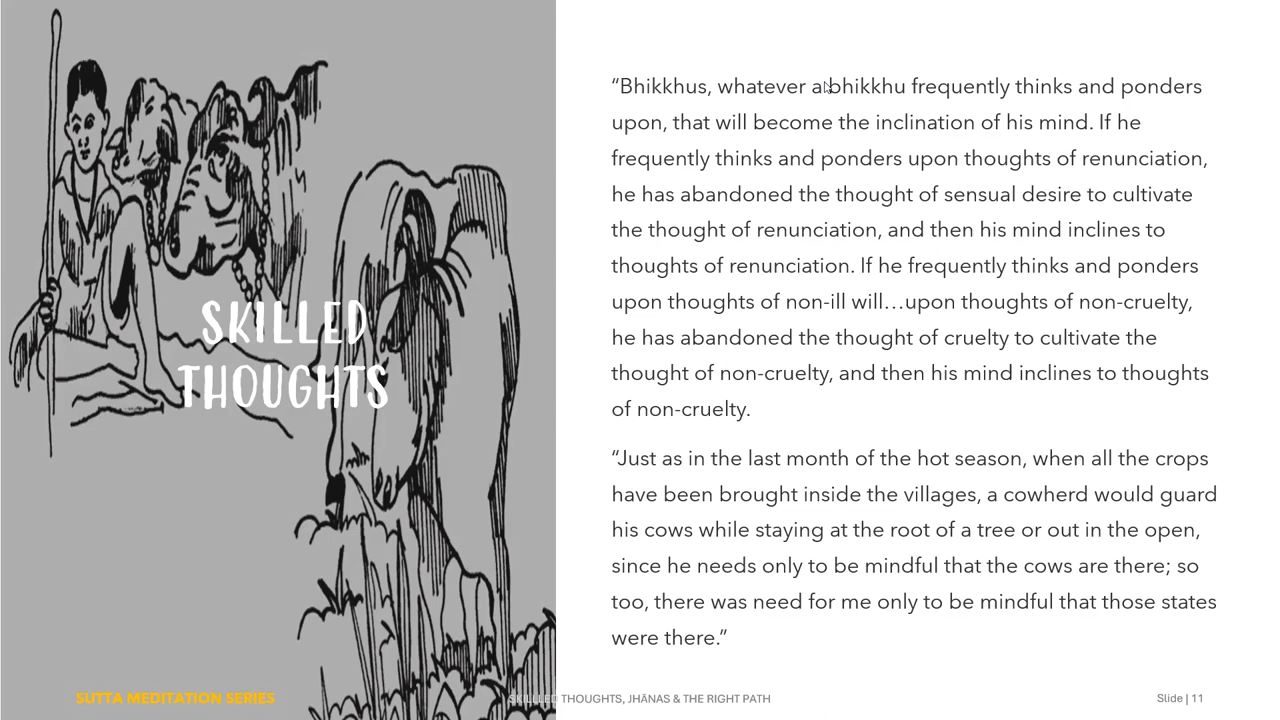 SKILLED
THOUGHTS
“Bhikkhus, whatever a bhikkhu frequently thinks and ponders
upon, that will become the inclination of his mind. If he
frequently thinks and ponders upon thoughts of renunciation,
he has abandoned the thought of sensual desire to cultivate
the thought of renunciation, and then his mind inclines to
thoughts of renunciation. If he frequently thinks and ponders
upon thoughts of non-ill will…upon thoughts of non-cruelty,
he has abandoned the thought of cruelty to cultivate the
thought of non-cruelty, and then his mind inclines to thoughts
of non-cruelty.
“Just as in the last month of the hot season, when all the crops
have been brought inside the villages, a cowherd would guard
his cows while staying at the root of a tree or out in the open,
since he needs only to be mindful that the cows are there; so
too, there was need for me only to be mindful that those states
were there.”
SUTTA MEDITATION SERIES
SKILLLED THOUGHTS, JHĀNAS & THE RIGHT PATH
Slide | 11